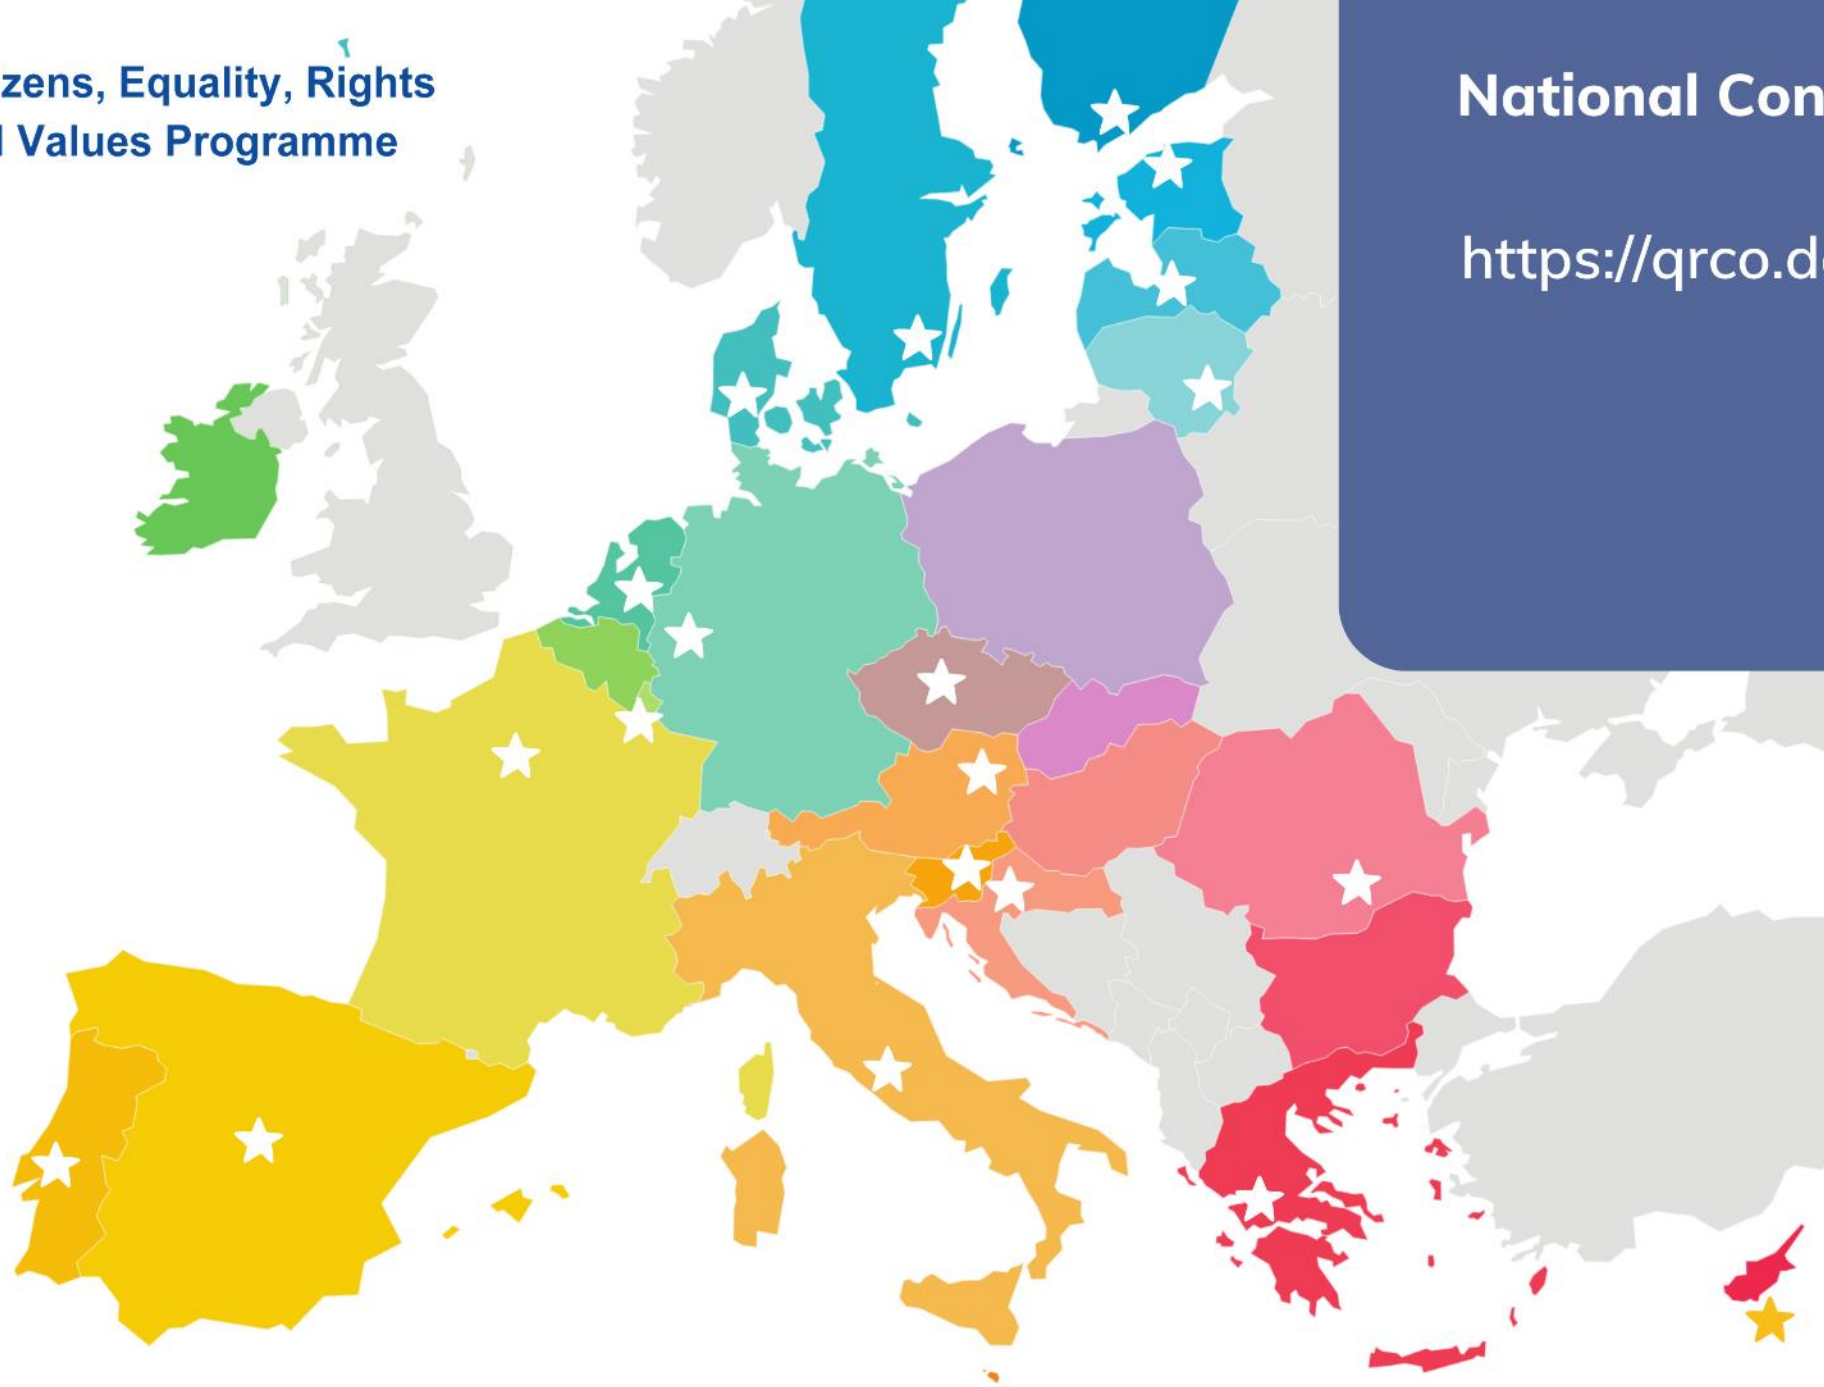 zens, Equality, Rights
Values Programme
National Con
https://qrco.d